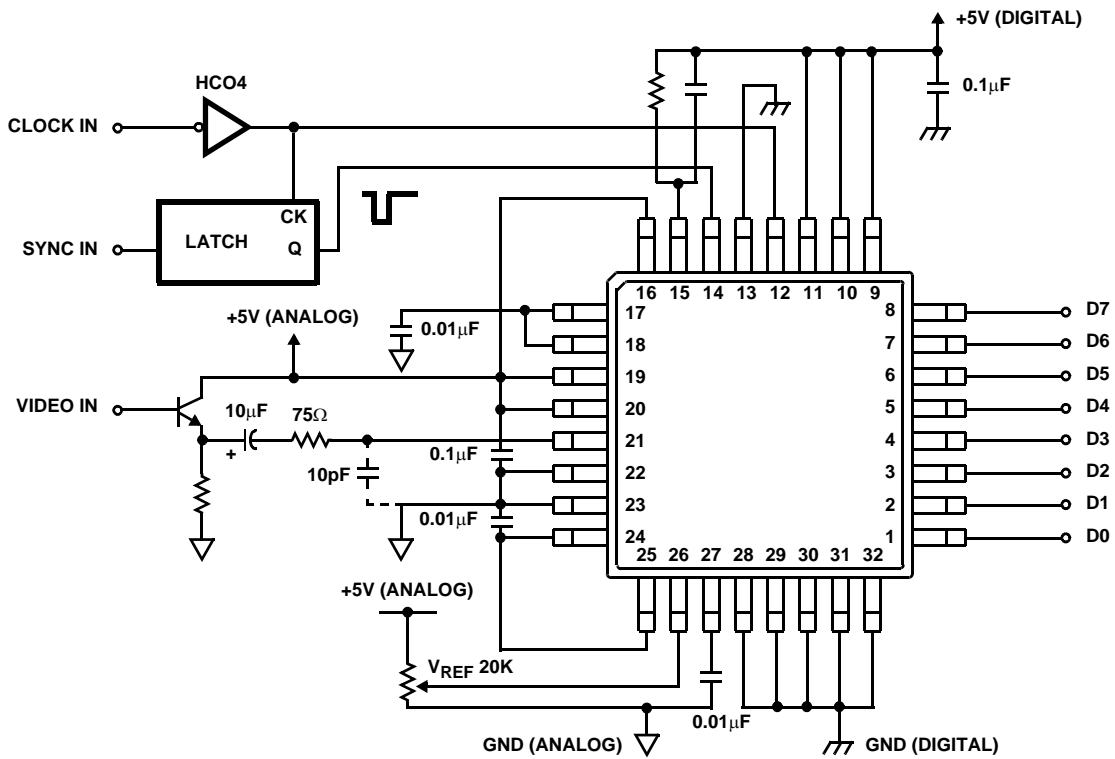 +5V (DIGITAL)
HCO4
0.1µF
CLOCK IN
CK
LATCH
Q
SYNC IN
16 15 14 13 12 11 10 9
+5V (ANALOG)
0.01µF
17
18
19
20
21
22
23
24
8 D7
7 D6
6 D5
5 D4
4 D3
3 D2
2 D1
1 D0
VIDEO IN
10µF
+
75Ω
10pF
0.1µF
0.01µF
25 26 27 28 29 30 31 32
+5V (ANALOG)
VREF 20K
0.01µF
GND (ANALOG)
GND (DIGITAL)